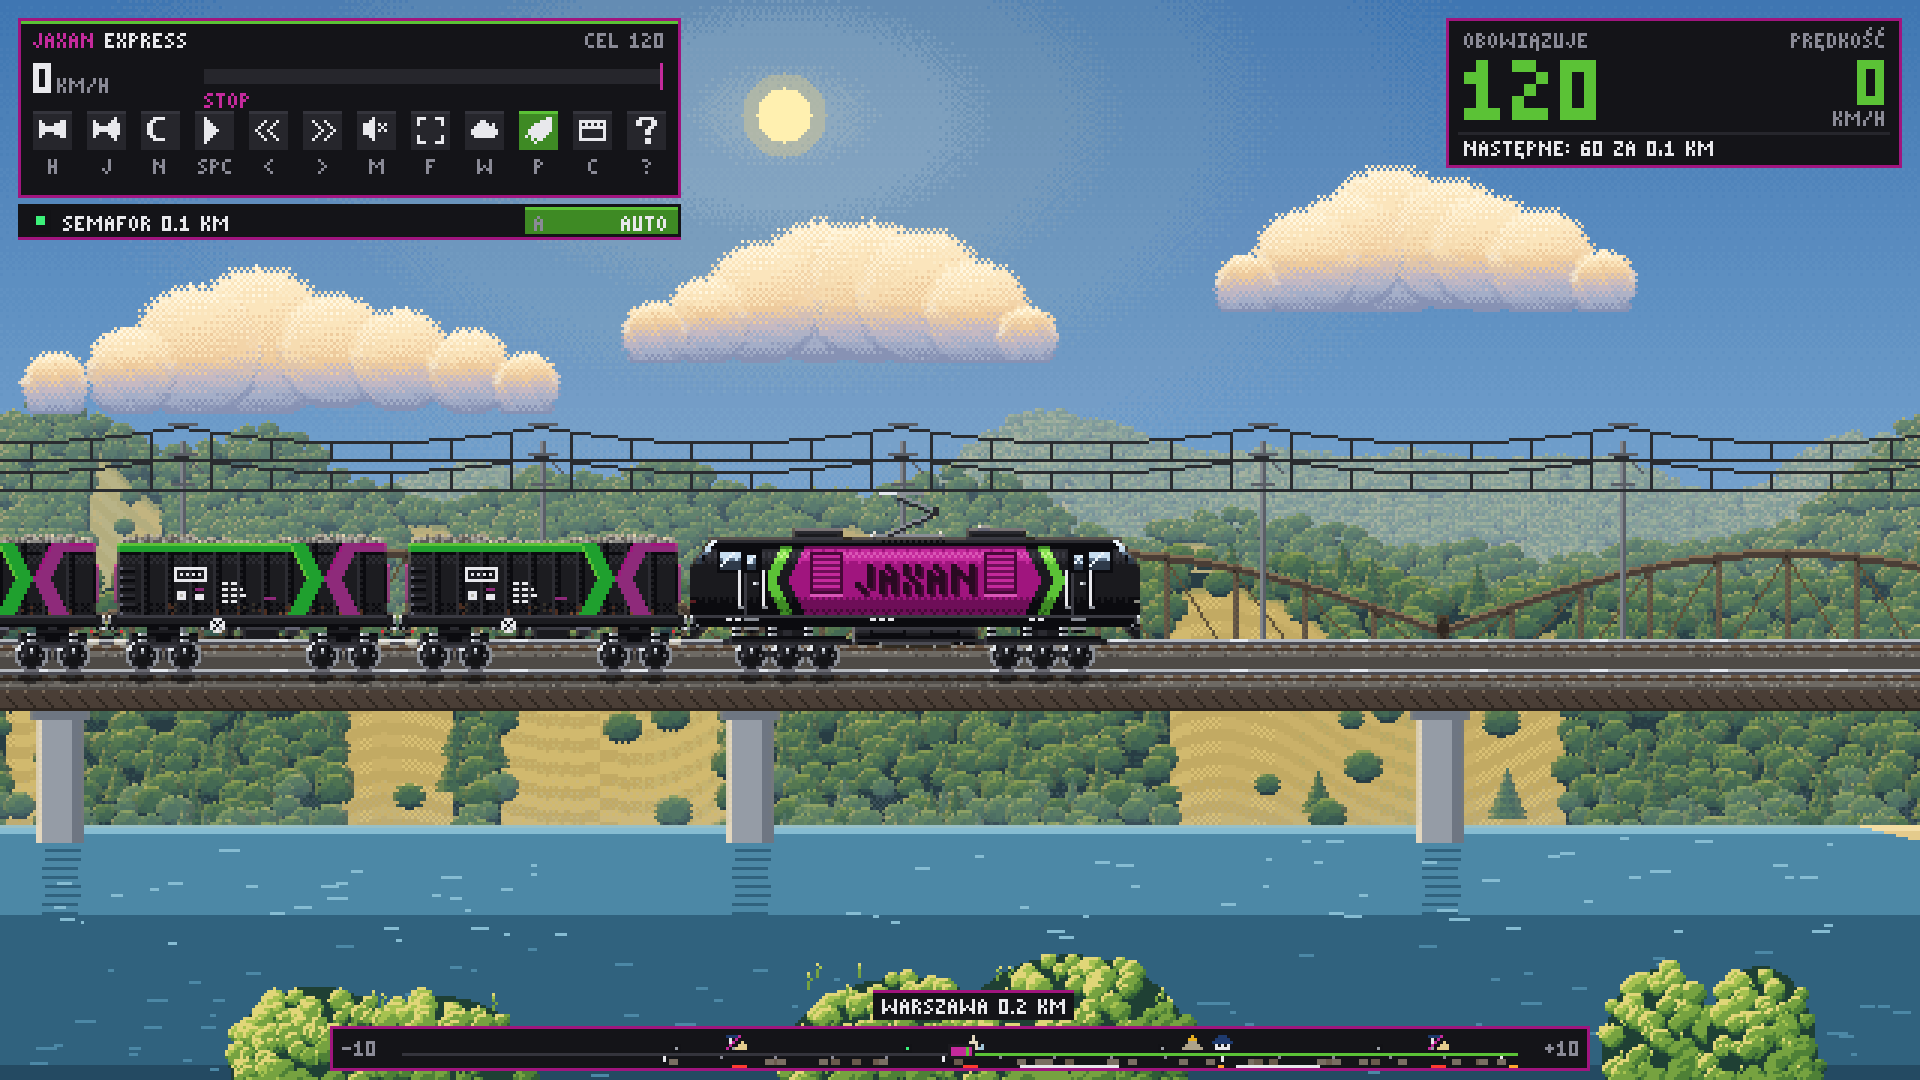 JAXAN EXPRESS
CEL 120
0 KM/H
STOP
H J N SPC < > M F W P C ?
SEMAFOR 0.1 KM
A AUTO
OBOWIĄZUJE
PRĘDKOŚĆ
120
0
KM/H
NASTĘPNE: 60 ZA 0.1 KM
JAXAN
WARSZAWA 0.2 KM
-10
+10